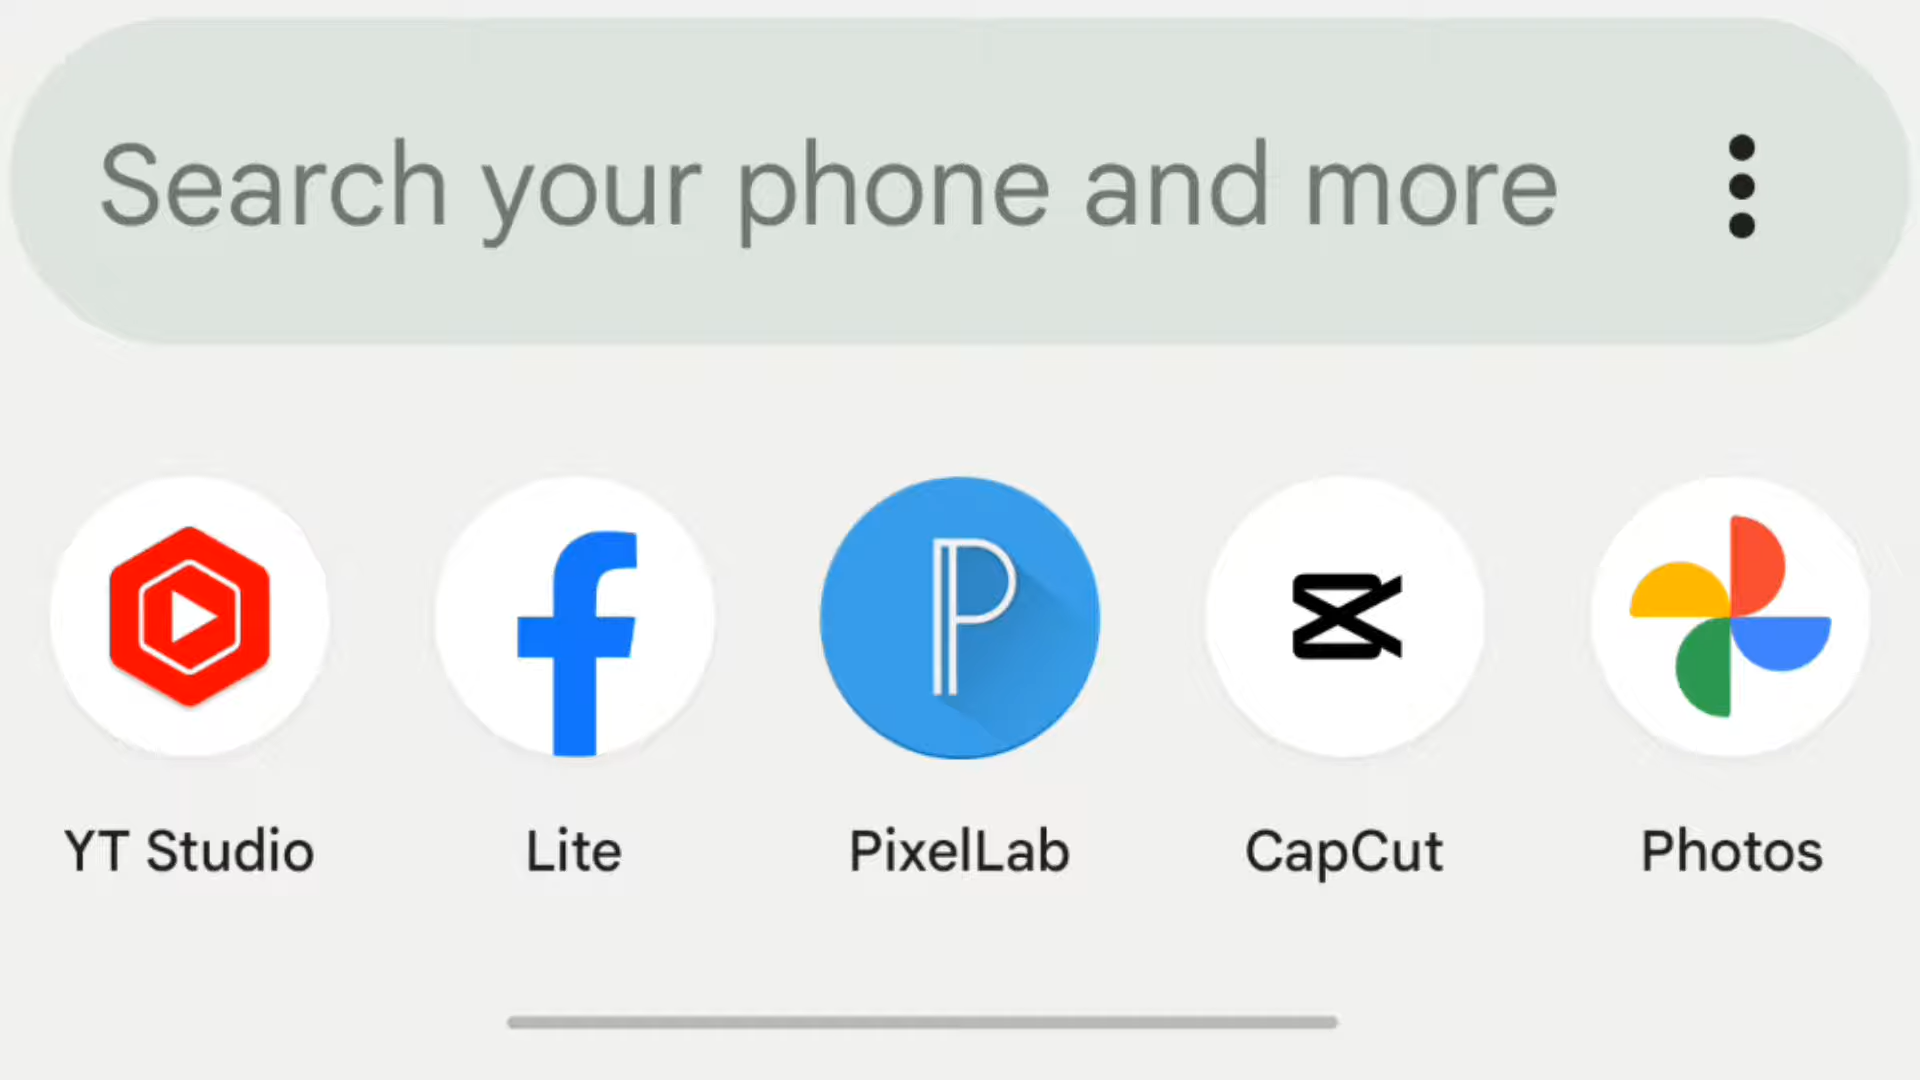 Search your phone and more
YT Studio
Lite
PixelLab
CapCut
Photos